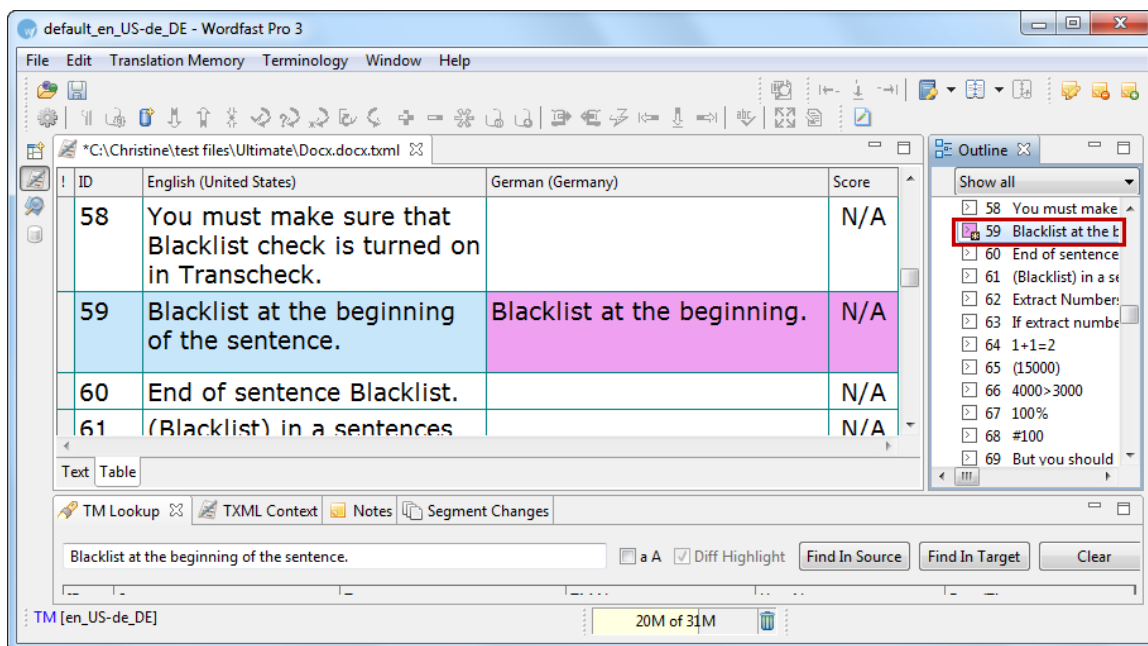 default_en_US-de_DE - Wordfast Pro 3
File Edit Translation Memory Terminology Window Help
*C:\Christine\test files\Ultimate\Docx.docx.txml
! ID English (United States) German (Germany) Score
58 You must make sure that N/A
Blacklist check is turned on
in Transcheck.
59 Blacklist at the beginning Blacklist at the beginning. N/A
of the sentence.
60 End of sentence Blacklist. N/A
61 (Blacklist) in a sentences N/A
Text Table
Outline
Show all
58 You must make
59 Blacklist at the b
60 End of sentence
61 (Blacklist) in a se
62 Extract Number
63 If extract numbe
64 1+1=2
65 (15000)
66 4000>3000
67 100%
68 #100
69 But you should
TM Lookup TXML Context Notes Segment Changes
Blacklist at the beginning of the sentence. a A Diff Highlight Find In Source Find In Target Clear
TM [en_US-de_DE] 20M of 31M